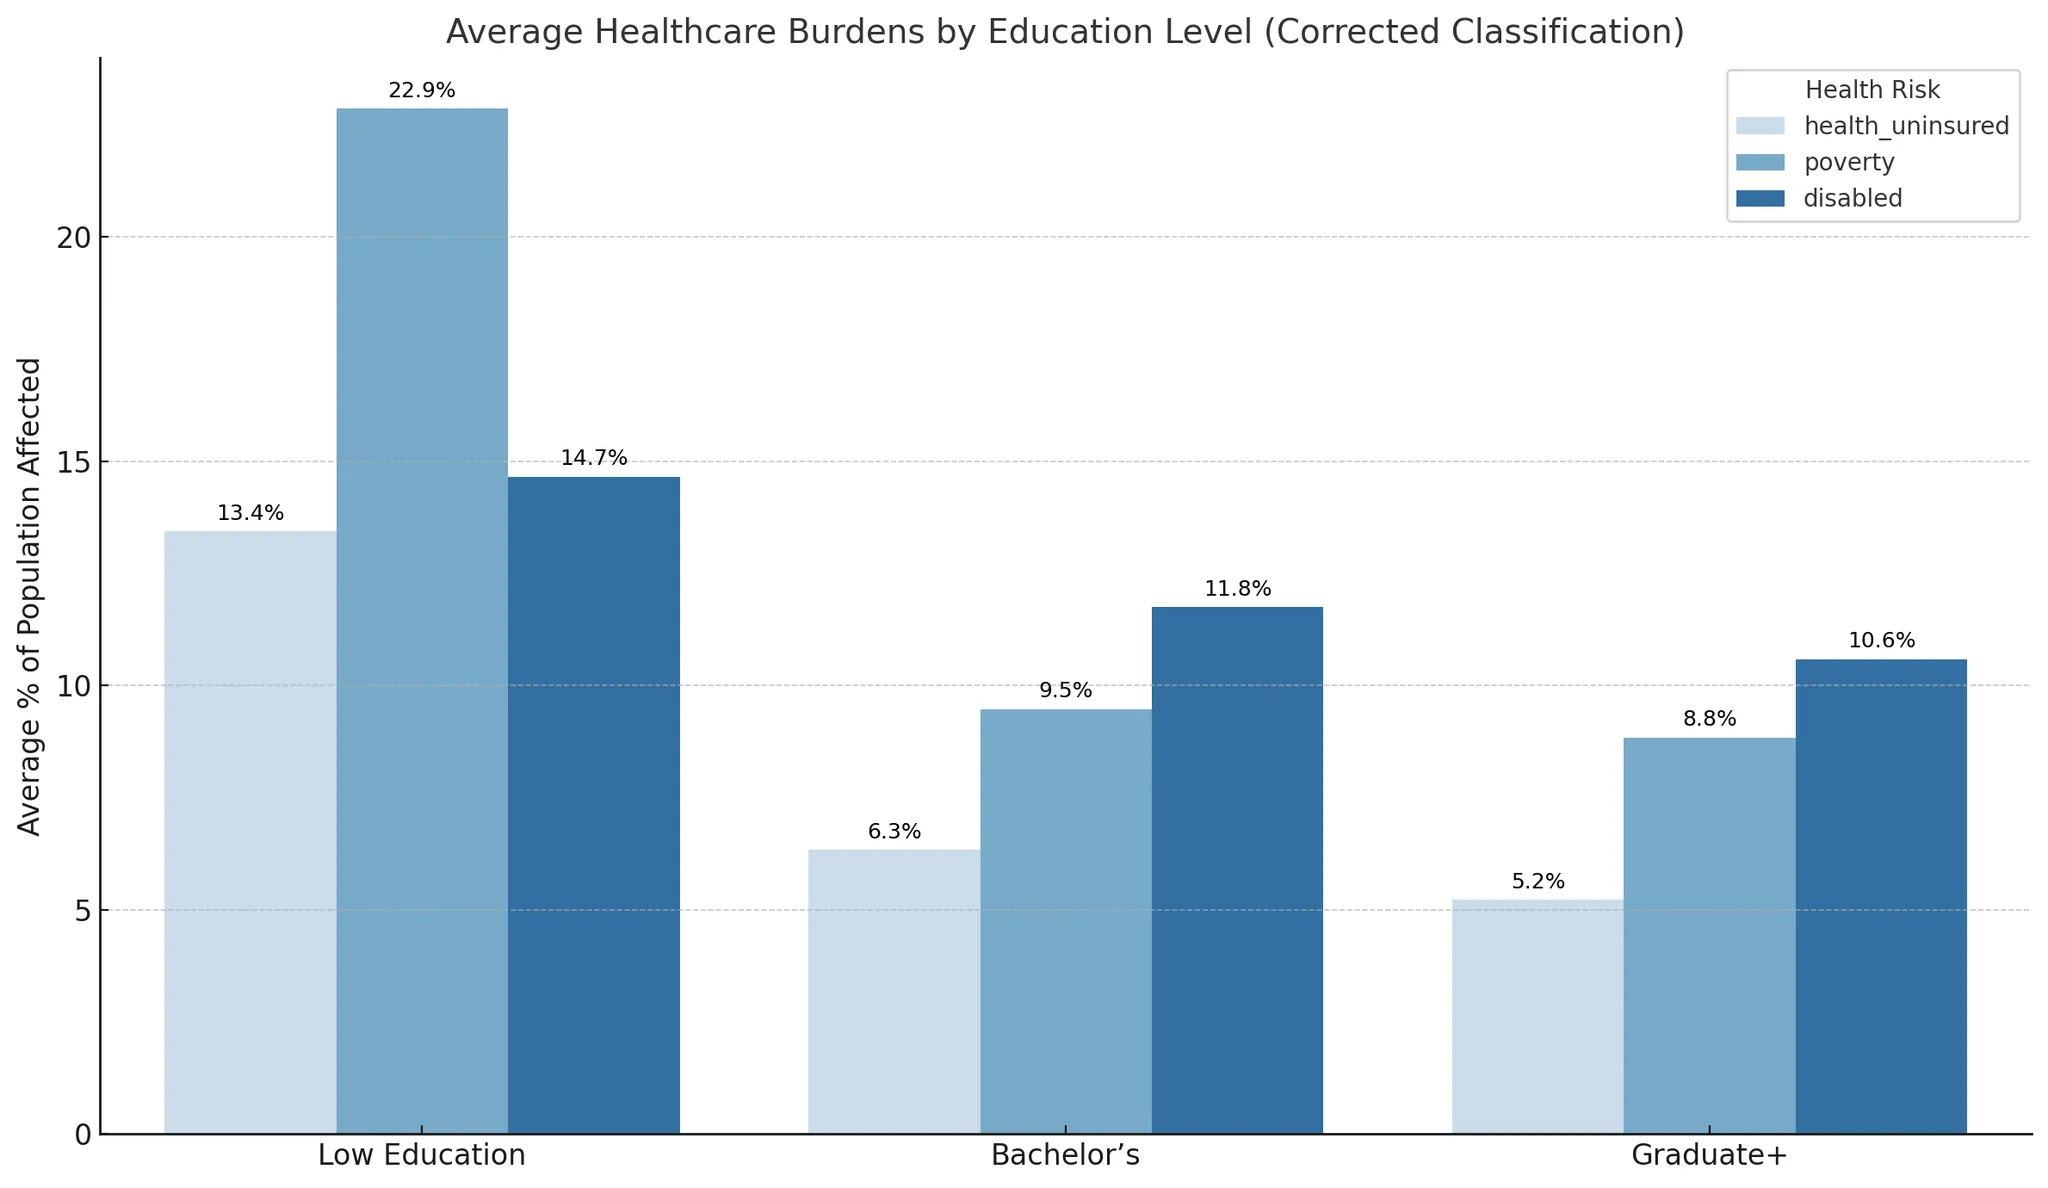 Average Healthcare Burdens by Education Level (Corrected Classification)
Health Risk
health_uninsured
poverty
disabled
Average % of Population Affected
20
15
10
5
0
22.9%
14.7%
13.4%
11.8%
9.5%
6.3%
10.6%
8.8%
5.2%
Low Education
Bachelor’s
Graduate+